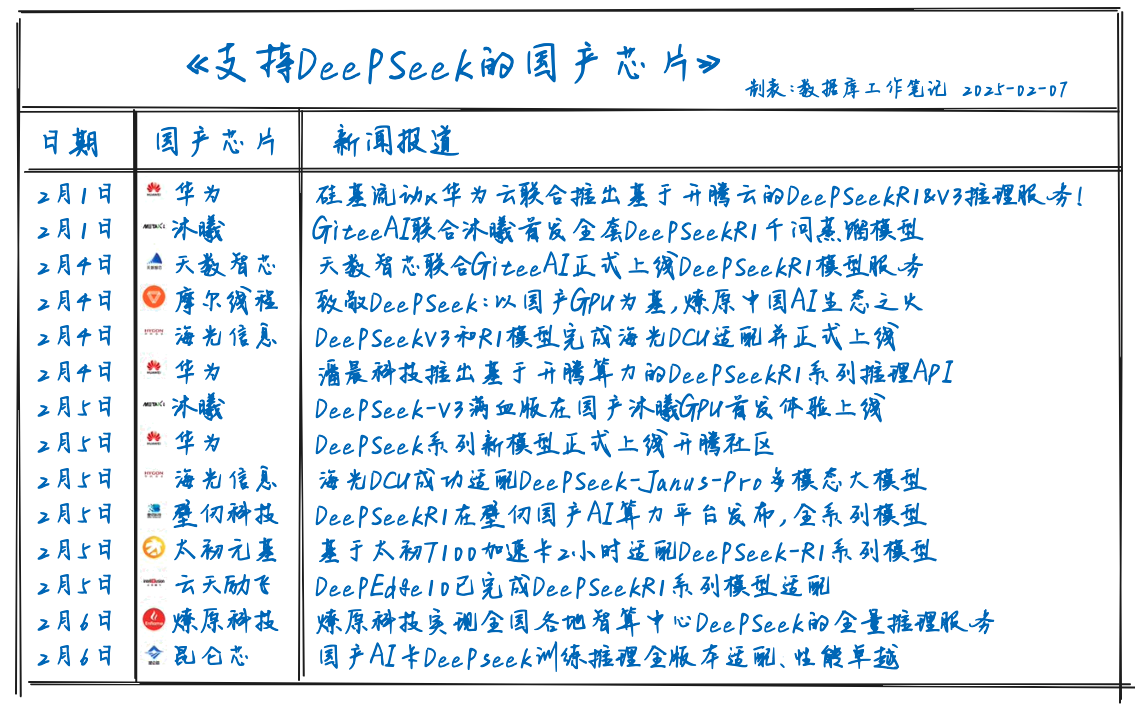 《支持DeepSeek的国产芯片》
制表:数据库工作笔记 2025-02-07
日期 国产芯片 新闻报道
2月1日 华为 硅基流动x华为云联合推出基于升腾云的DeepSeekR1&V3推理服务!
2月1日 沐曦 GiteeAI联合沐曦首发全套DeepSeekR1千问蒸馏模型
2月4日 天数智芯 天数智芯联合GiteeAI正式上线DeepSeekR1模型服务
2月4日 摩尔线程 致敬DeepSeek:以国产GPU为基,燎原中国AI生态之火
2月4日 海光信息 DeepSeekV3和R1模型完成海光DCU适配并正式上线
2月4日 华为 潞晨科技推出基于升腾算力的DeepSeekR1系列推理API
2月5日 沐曦 DeepSeek-V3满血版在国产沐曦GPU首发体验上线
2月5日 华为 DeepSeek系列新模型正式上线升腾社区
2月5日 海光信息 海光DCU成功适配DeepSeek-Janus-Pro多模态大模型
2月5日 壁仞科技 DeepSeekR1在壁仞国产AI算力平台发布,全系列模型
2月5日 太初元基 基于太初T100加速卡2小时适配DeepSeek-R1系列模型
2月5日 云天励飞 DeepEdge10已完成DeepSeekR1系列模型适配
2月6日 燎原科技 燎原科技实现全国各地智算中心DeepSeek的全量推理服务
2月6日 昆仑芯 国产AI卡Deepseek训练推理全版本适配、性能卓越